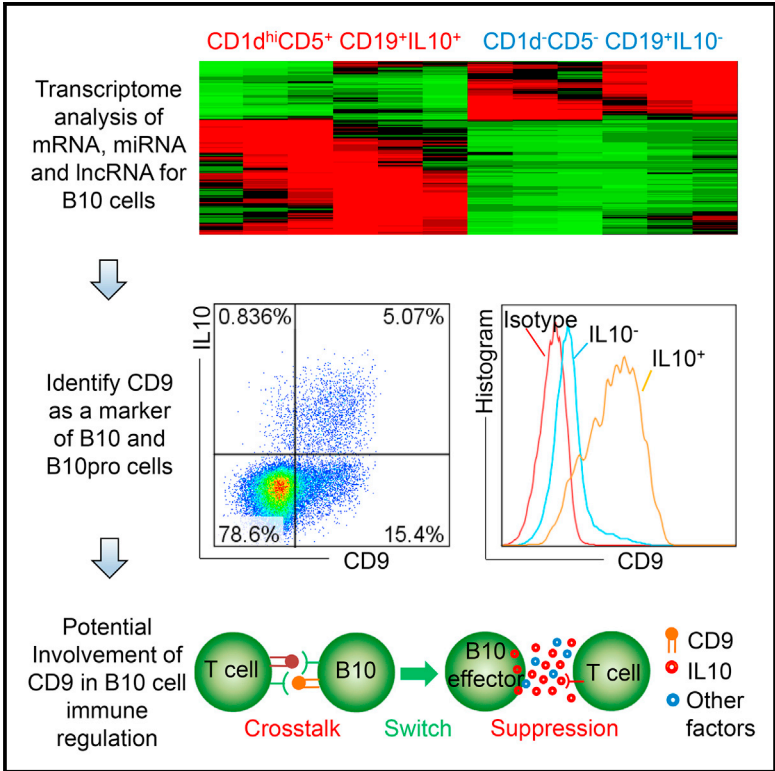 CD1dhiCD5+ CD19+IL10+
CD1d-CD5- CD19+IL10-
Transcriptome
analysis of
mRNA, miRNA
and lncRNA for
B10 cells
Identify CD9
as a marker
of B10 and
B10pro cells
IL10
0.836%
5.07%
78.6%
15.4%
CD9
Histogram
Isotype
IL10-
IL10+
CD9
Potential
Involvement of
CD9 in B10 cell
immune
regulation
T cell
B10
B10
effector
T cell
Crosstalk
Switch
Suppression
CD9
IL10
Other
factors